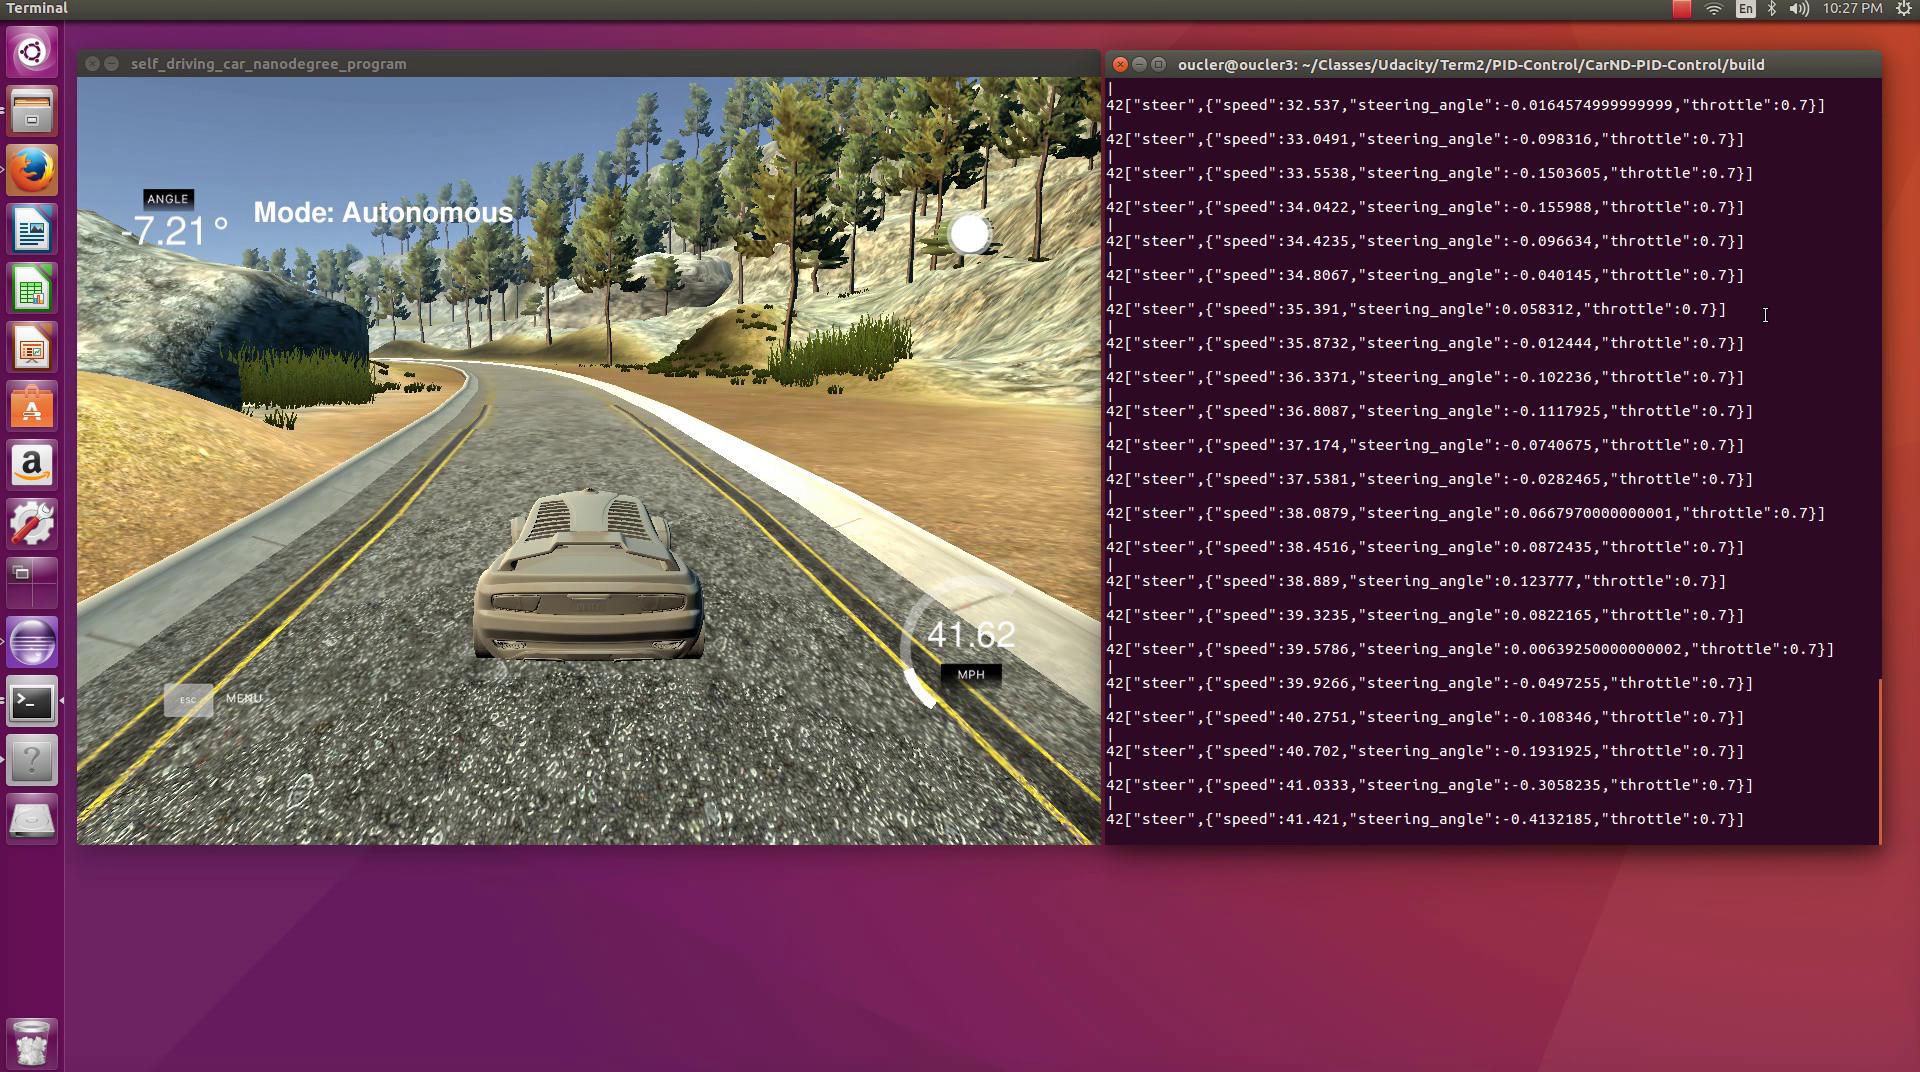 Terminal
En
10:27 PM
self_driving_car_nanodegree_program
ANGLE
-7.21°
Mode: Autonomous
41.62
MPH
ESC
MENU
a
?
oucler@oucler3: ~/Classes/Udacity/Term2/PID-Control/CarND-PID-Control/build
|
42["steer",{"speed":32.537,"steering_angle":-0.0164574999999999,"throttle":0.7}]
|
42["steer",{"speed":33.0491,"steering_angle":-0.098316,"throttle":0.7}]
|
42["steer",{"speed":33.5538,"steering_angle":-0.1503605,"throttle":0.7}]
|
42["steer",{"speed":34.0422,"steering_angle":-0.155988,"throttle":0.7}]
|
42["steer",{"speed":34.4235,"steering_angle":-0.096634,"throttle":0.7}]
|
42["steer",{"speed":34.8067,"steering_angle":-0.040145,"throttle":0.7}]
|
42["steer",{"speed":35.391,"steering_angle":0.058312,"throttle":0.7}]
|
42["steer",{"speed":35.8732,"steering_angle":-0.012444,"throttle":0.7}]
|
42["steer",{"speed":36.3371,"steering_angle":-0.102236,"throttle":0.7}]
|
42["steer",{"speed":36.8087,"steering_angle":-0.1117925,"throttle":0.7}]
|
42["steer",{"speed":37.174,"steering_angle":-0.0740675,"throttle":0.7}]
|
42["steer",{"speed":37.5381,"steering_angle":-0.0282465,"throttle":0.7}]
|
42["steer",{"speed":38.0879,"steering_angle":0.0667970000000001,"throttle":0.7}]
|
42["steer",{"speed":38.4516,"steering_angle":0.0872435,"throttle":0.7}]
|
42["steer",{"speed":38.889,"steering_angle":0.123777,"throttle":0.7}]
|
42["steer",{"speed":39.3235,"steering_angle":0.0822165,"throttle":0.7}]
|
42["steer",{"speed":39.5786,"steering_angle":0.00639250000000002,"throttle":0.7}]
|
42["steer",{"speed":39.9266,"steering_angle":-0.0497255,"throttle":0.7}]
|
42["steer",{"speed":40.2751,"steering_angle":-0.108346,"throttle":0.7}]
|
42["steer",{"speed":40.702,"steering_angle":-0.1931925,"throttle":0.7}]
|
42["steer",{"speed":41.0333,"steering_angle":-0.3058235,"throttle":0.7}]
|
42["steer",{"speed":41.421,"steering_angle":-0.4132185,"throttle":0.7}]